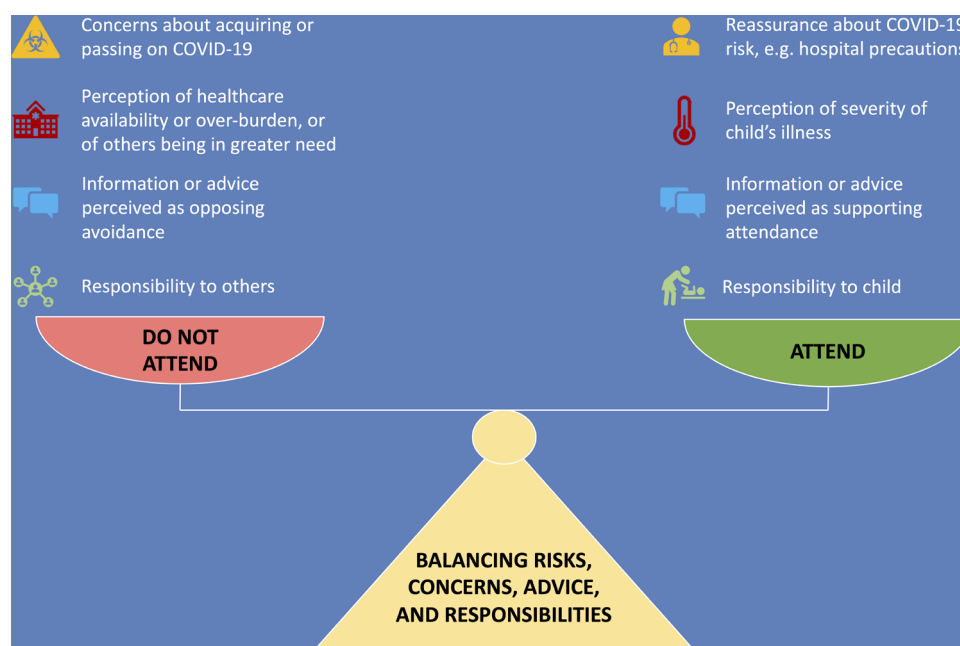 Concerns about acquiring or
passing on COVID-19
Perception of healthcare
availability or over-burden, or
of others being in greater need
Information or advice
perceived as opposing
avoidance
Responsibility to others
Reassurance about COVID-19
risk, e.g. hospital precautions
Perception of severity of
child's illness
Information or advice
perceived as supporting
attendance
Responsibility to child
DO NOT
ATTEND
ATTEND
BALANCING RISKS,
CONCERNS, ADVICE,
AND RESPONSIBILITIES